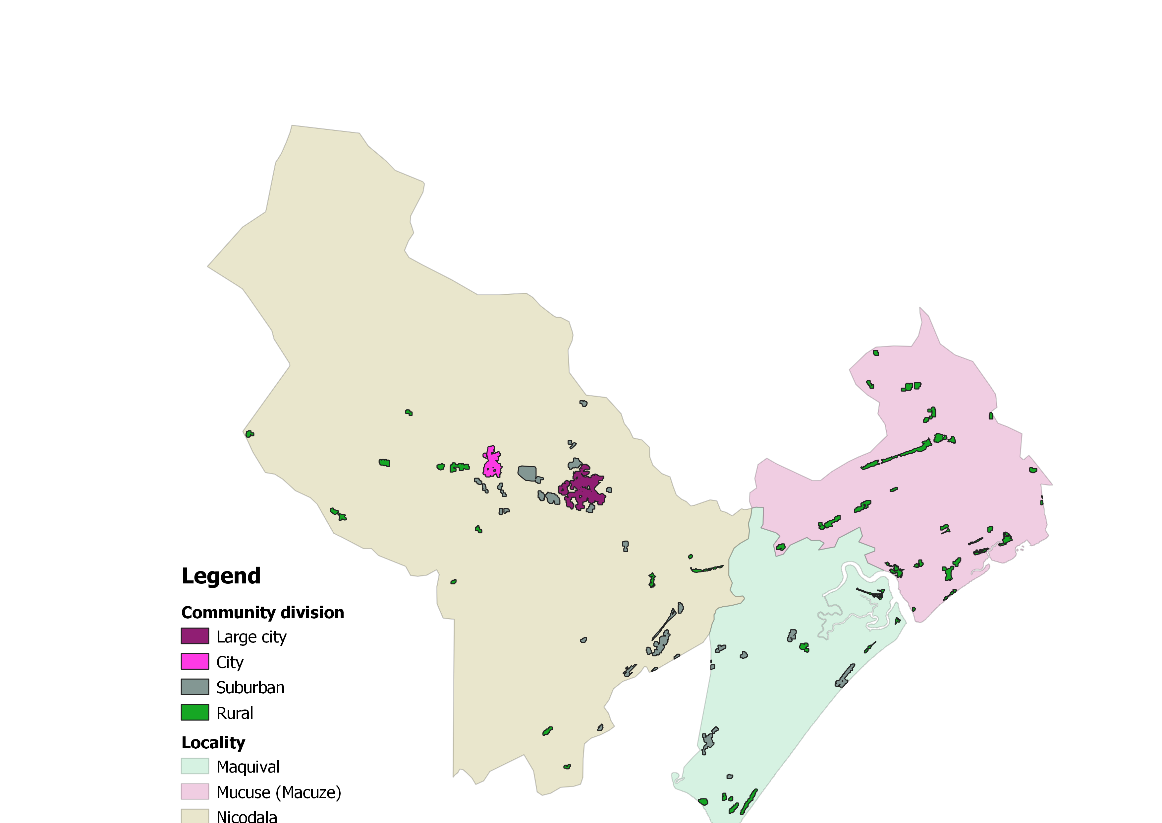 Legend
Community division
Large city
City
Suburban
Rural
Locality
Maquival
Mucuse (Macuze)
Nicodala